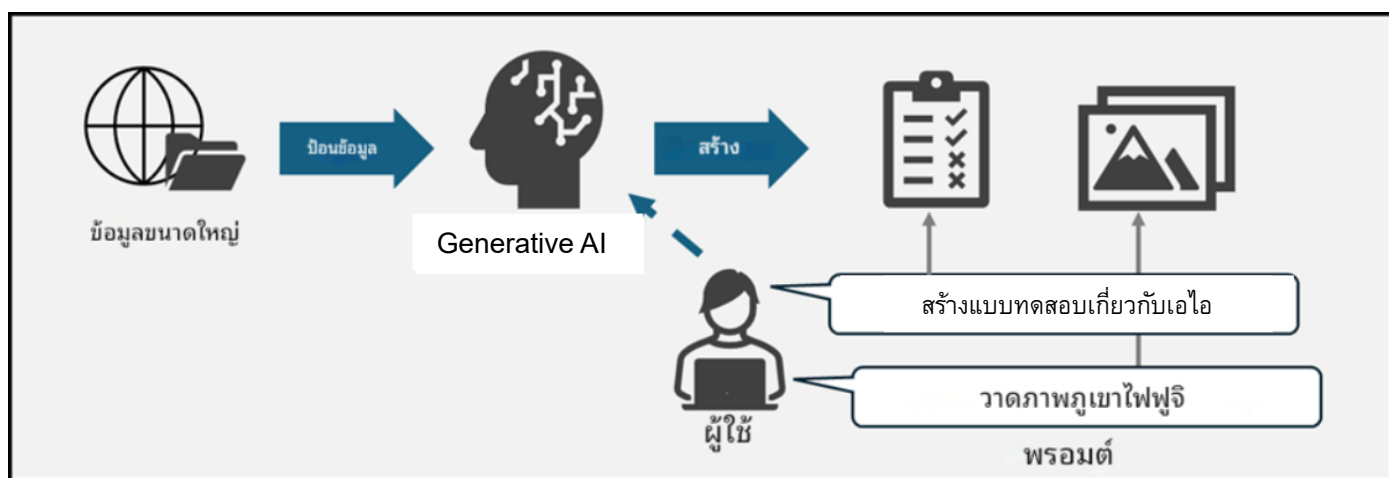 ป้อนข้อมูล
สร้าง
ข้อมูลขนาดใหญ่
Generative AI
สร้างแบบทดสอบเกี่ยวกับเอไอ
วาดภาพภูเขาไฟฟูจิ
ผู้ใช้
พรอมต์